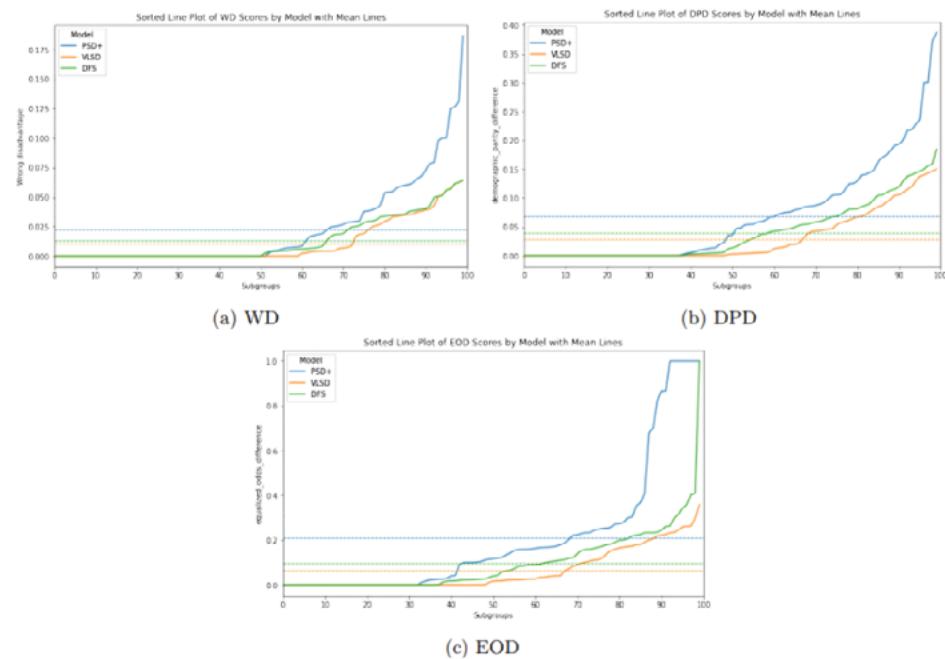 Sorted Line Plot of WD Scores by Model with Mean Lines
Model
PSD+
VLSD
DFS
Wrong disadvantage
0.175
0.150
0.125
0.100
0.075
0.050
0.025
0.000
0 10 20 30 40 50 60 70 80 90 100
Subgroups
(a) WD
Sorted Line Plot of DPD Scores by Model with Mean Lines
Model
PSD+
VLSD
DFS
demographic_parity_difference
0.40
0.35
0.30
0.25
0.20
0.15
0.10
0.05
0.00
0 10 20 30 40 50 60 70 80 90 100
Subgroups
(b) DPD
Sorted Line Plot of EOD Scores by Model with Mean Lines
Model
PSD+
VLSD
DFS
equalized_odds_difference
1.0
0.8
0.6
0.4
0.2
0.0
0 10 20 30 40 50 60 70 80 90 100
Subgroups
(c) EOD